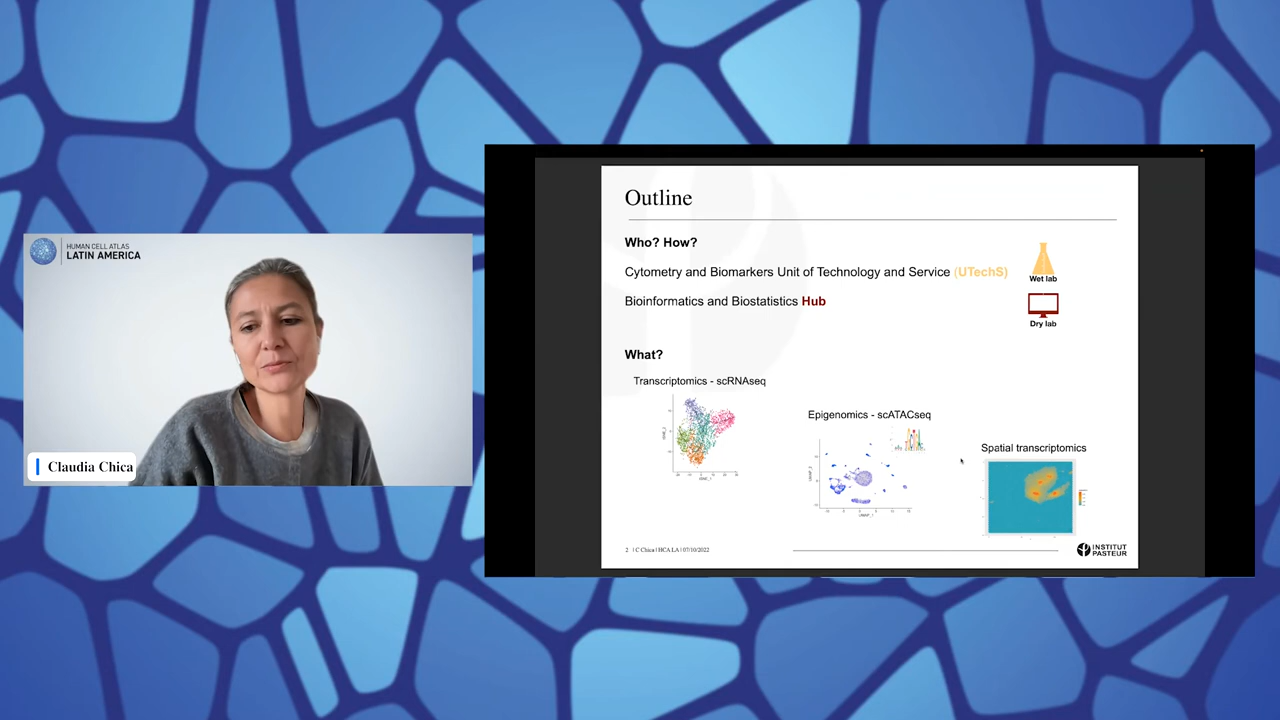 HUMAN CELL ATLAS
LATIN AMERICA
Claudia Chica
Outline
Who? How?
Cytometry and Biomarkers Unit of Technology and Service (UTechS)
Wet lab
Bioinformatics and Biostatistics Hub
Dry lab
What?
Transcriptomics - scRNAseq
Epigenomics - scATACseq
Spatial transcriptomics
2 | C Chica | HCA LA | 07/10/2022
INSTITUT
PASTEUR